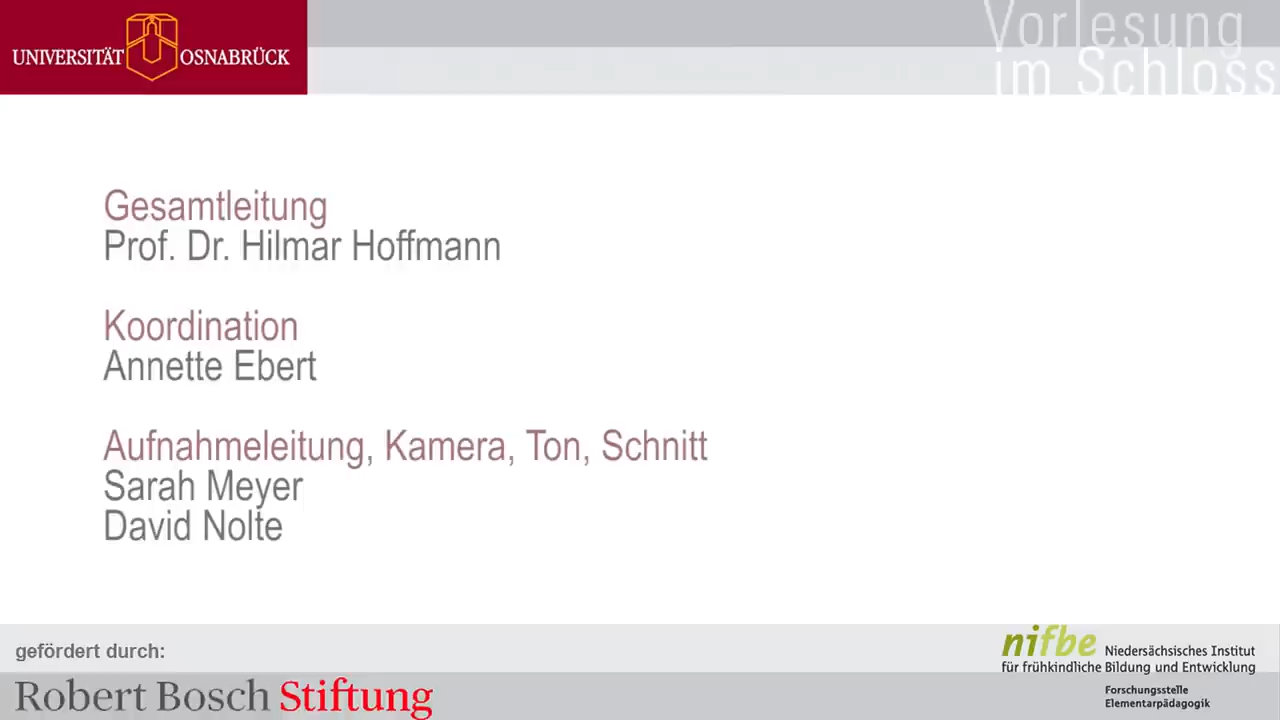 UNIVERSITÄT OSNABRÜCK
Vorlesung
im Schloss
Gesamtleitung
Prof. Dr. Hilmar Hoffmann
Koordination
Annette Ebert
Aufnahmeleitung, Kamera, Ton, Schnitt
Sarah Meyer
David Nolte
gefördert durch:
Robert Bosch Stiftung
nifbe Niedersächsisches Institut
für frühkindliche Bildung und Entwicklung
Forschungsstelle
Elementarpädagogik